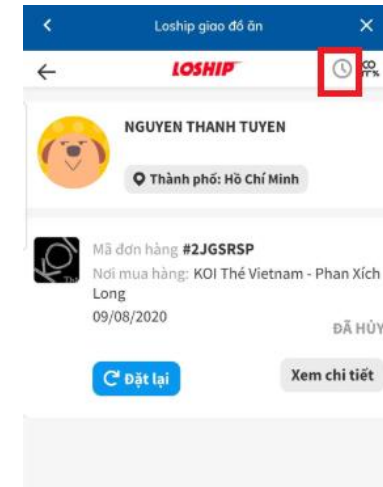 Loship giao đồ ăn
LOSHIP
NGUYEN THANH TUYEN
Thành phố: Hồ Chí Minh
Mã đơn hàng #2JGSRSP
Nơi mua hàng: KOI Thé Vietnam - Phan Xích
Long
09/08/2020
ĐÃ HỦY
Đặt lại
Xem chi tiết